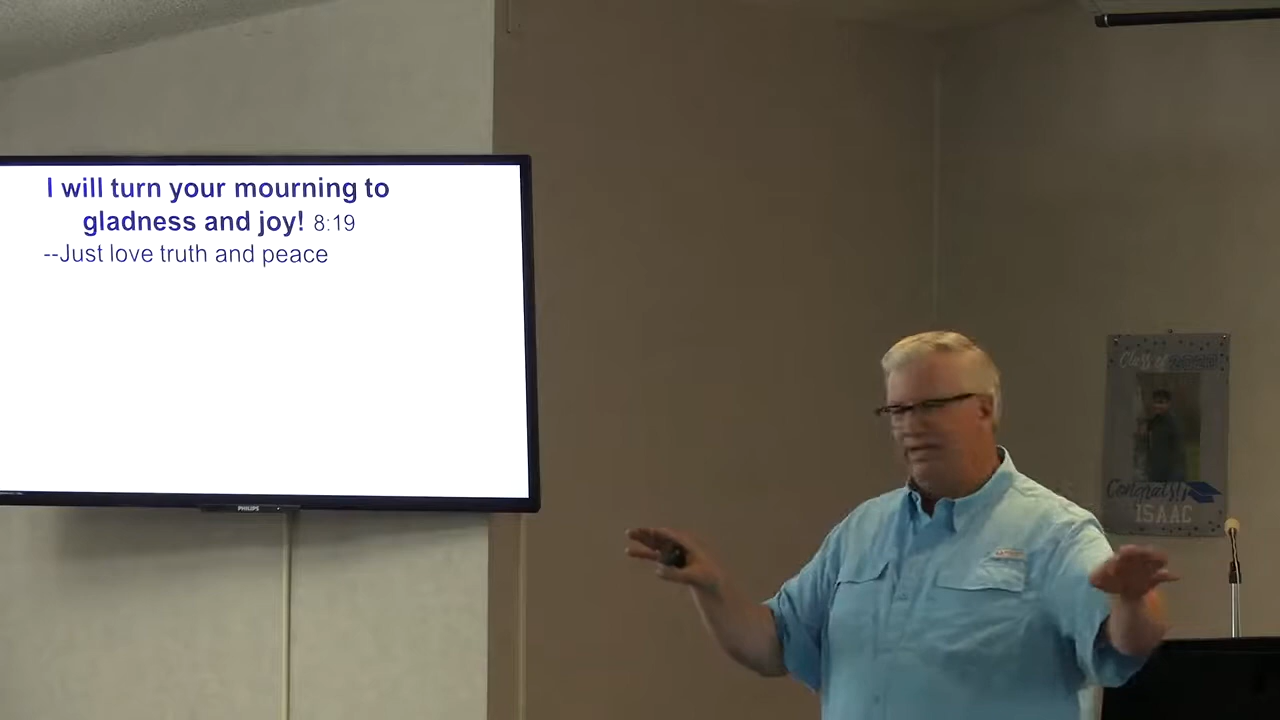 I will turn your mourning to
gladness and joy! 8:19
--Just love truth and peace
PHILIPS
Class of
Congrats!
ISAAC